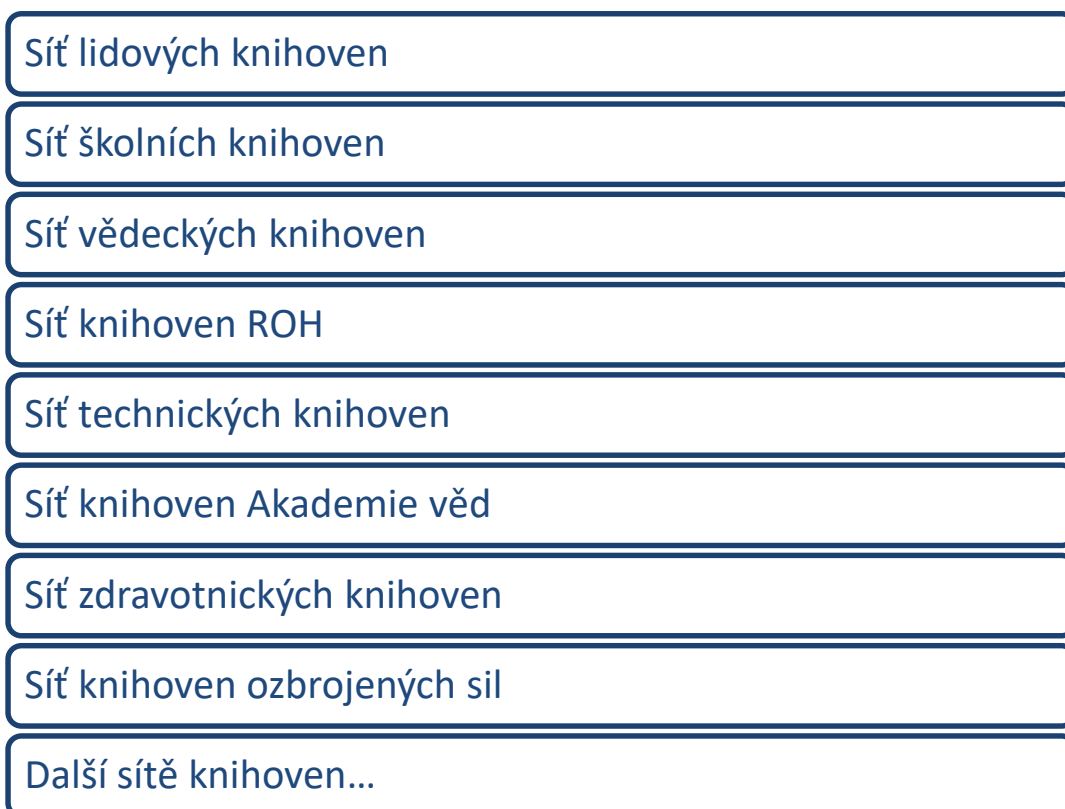 Síť lidových knihoven
Síť školních knihoven
Síť vědeckých knihoven
Síť knihoven ROH
Síť technických knihoven
Síť knihoven Akademie věd
Síť zdravotnických knihoven
Síť knihoven ozbrojených sil
Další sítě knihoven…